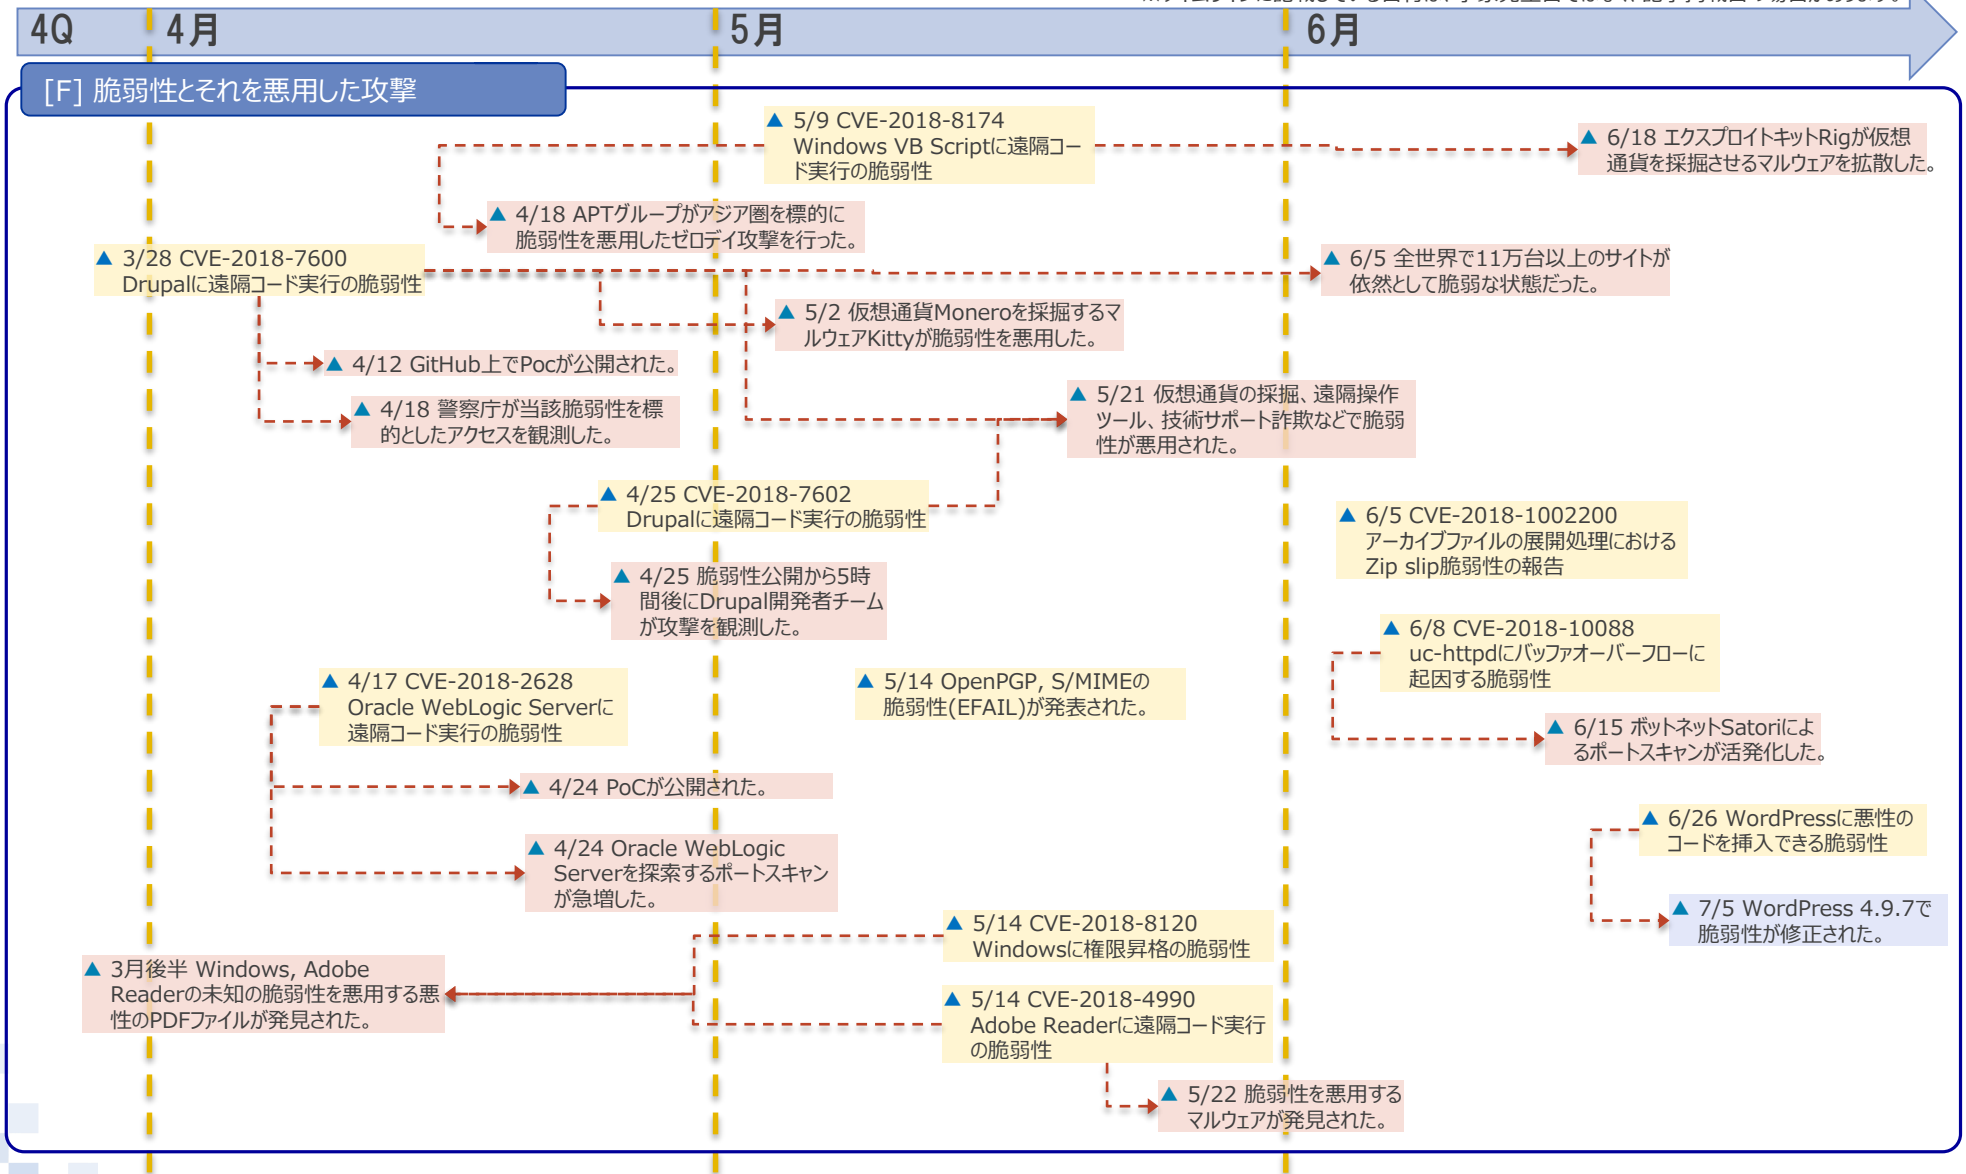 4Q
4月
5月
6月
[F] 脆弱性とそれを悪用した攻撃
▲ 5/9 CVE-2018-8174
Windows VB Scriptに遠隔コー
ド実行の脆弱性
▲ 6/18 エクスプロイトキットRigが仮想
通貨を採掘させるマルウェアを拡散した。
▲ 4/18 APTグループがアジア圏を標的に
脆弱性を悪用したゼロデイ攻撃を行った。
▲ 3/28 CVE-2018-7600
Drupalに遠隔コード実行の脆弱性
▲ 6/5 全世界で11万台以上のサイトが
依然として脆弱な状態だった。
▲ 5/2 仮想通貨Moneroを採掘するマ
ルウェアKittyが脆弱性を悪用した。
▲ 4/12 GitHub上でPocが公開された。
▲ 4/18 警察庁が当該脆弱性を標
的としたアクセスを観測した。
▲ 5/21 仮想通貨の採掘、遠隔操作
ツール、技術サポート詐欺などで脆弱
性が悪用された。
▲ 4/25 CVE-2018-7602
Drupalに遠隔コード実行の脆弱性
▲ 6/5 CVE-2018-1002200
アーカイブファイルの展開処理における
Zip slip脆弱性の報告
▲ 4/25 脆弱性公開から5時
間後にDrupal開発者チーム
が攻撃を観測した。
▲ 6/8 CVE-2018-10088
uc-httpdにバッファオーバーフローに
起因する脆弱性
▲ 4/17 CVE-2018-2628
Oracle WebLogic Serverに
遠隔コード実行の脆弱性
▲ 5/14 OpenPGP, S/MIMEの
脆弱性(EFAIL)が発表された。
▲ 6/15 ボットネットSatoriによ
るポートスキャンが活発化した。
▲ 4/24 PoCが公開された。
▲ 6/26 WordPressに悪性の
コードを挿入できる脆弱性
▲ 4/24 Oracle WebLogic
Serverを探索するポートスキャン
が急増した。
▲ 7/5 WordPress 4.9.7で
脆弱性が修正された。
▲ 5/14 CVE-2018-8120
Windowsに権限昇格の脆弱性
▲ 3月後半 Windows, Adobe
Readerの未知の脆弱性を悪用する悪
性のPDFファイルが発見された。
▲ 5/14 CVE-2018-4990
Adobe Readerに遠隔コード実行
の脆弱性
▲ 5/22 脆弱性を悪用する
マルウェアが発見された。